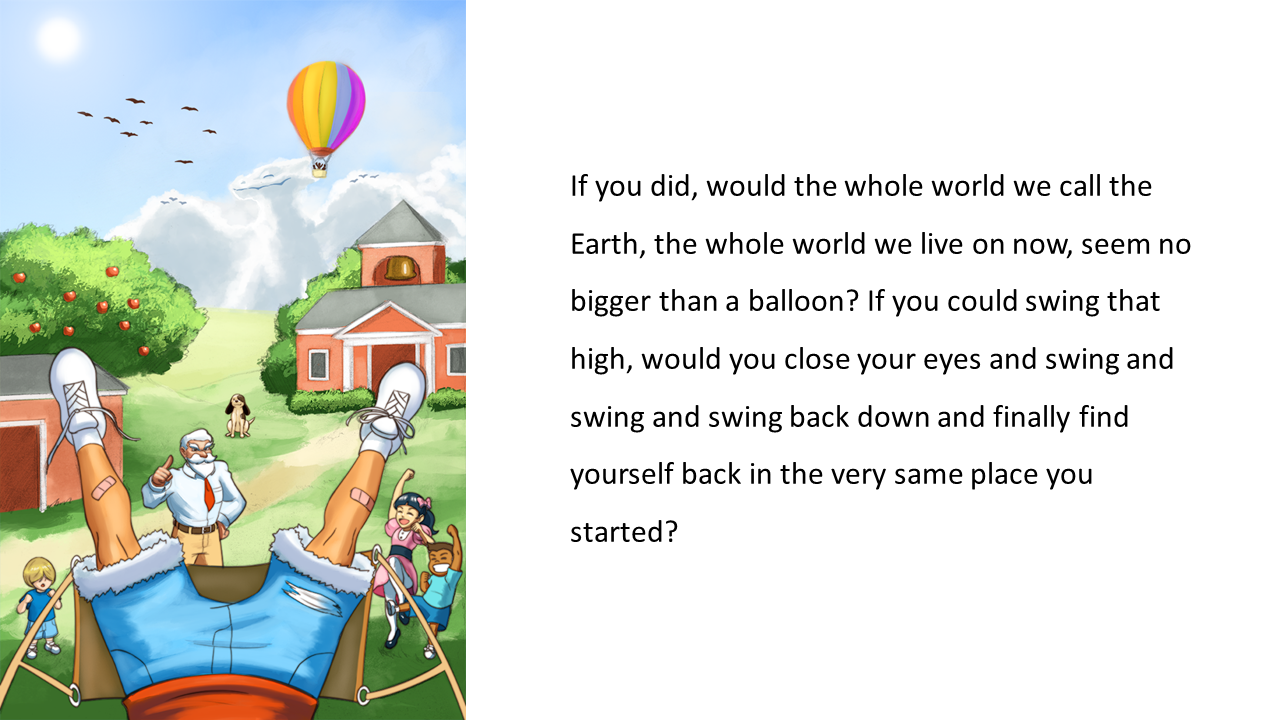 If you did, would the whole world we call the
Earth, the whole world we live on now, seem no
bigger than a balloon? If you could swing that
high, would you close your eyes and swing and
swing and swing back down and finally find
yourself back in the very same place you
started?